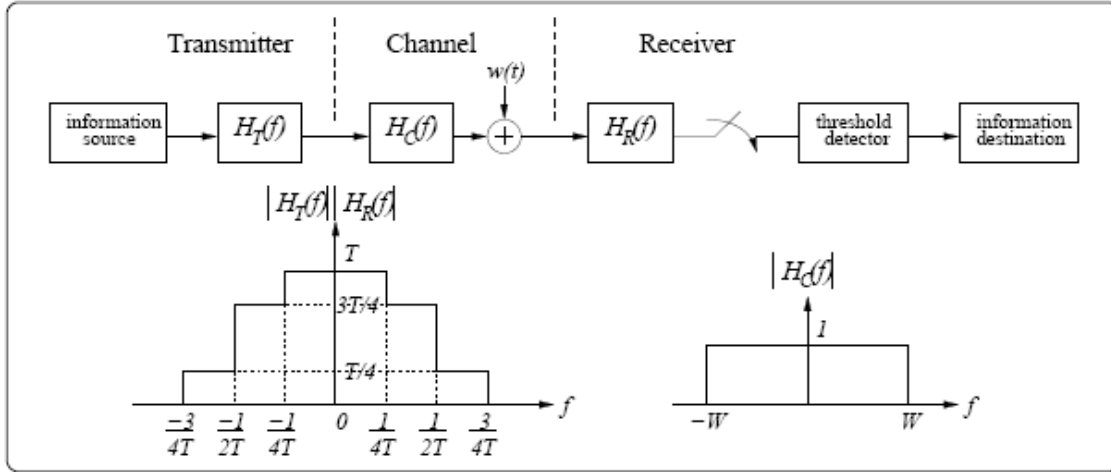 Transmitter Channel Receiver
w(t)
information source
H_T(f)
H_C(f)
+
H_R(f)
threshold detector
information destination
|H_T(f)||H_R(f)|
T
3T/4
T/4
-3/4T -1/2T -1/4T 0 1/4T 1/2T 3/4T f
|H_C(f)|
1
-W W f